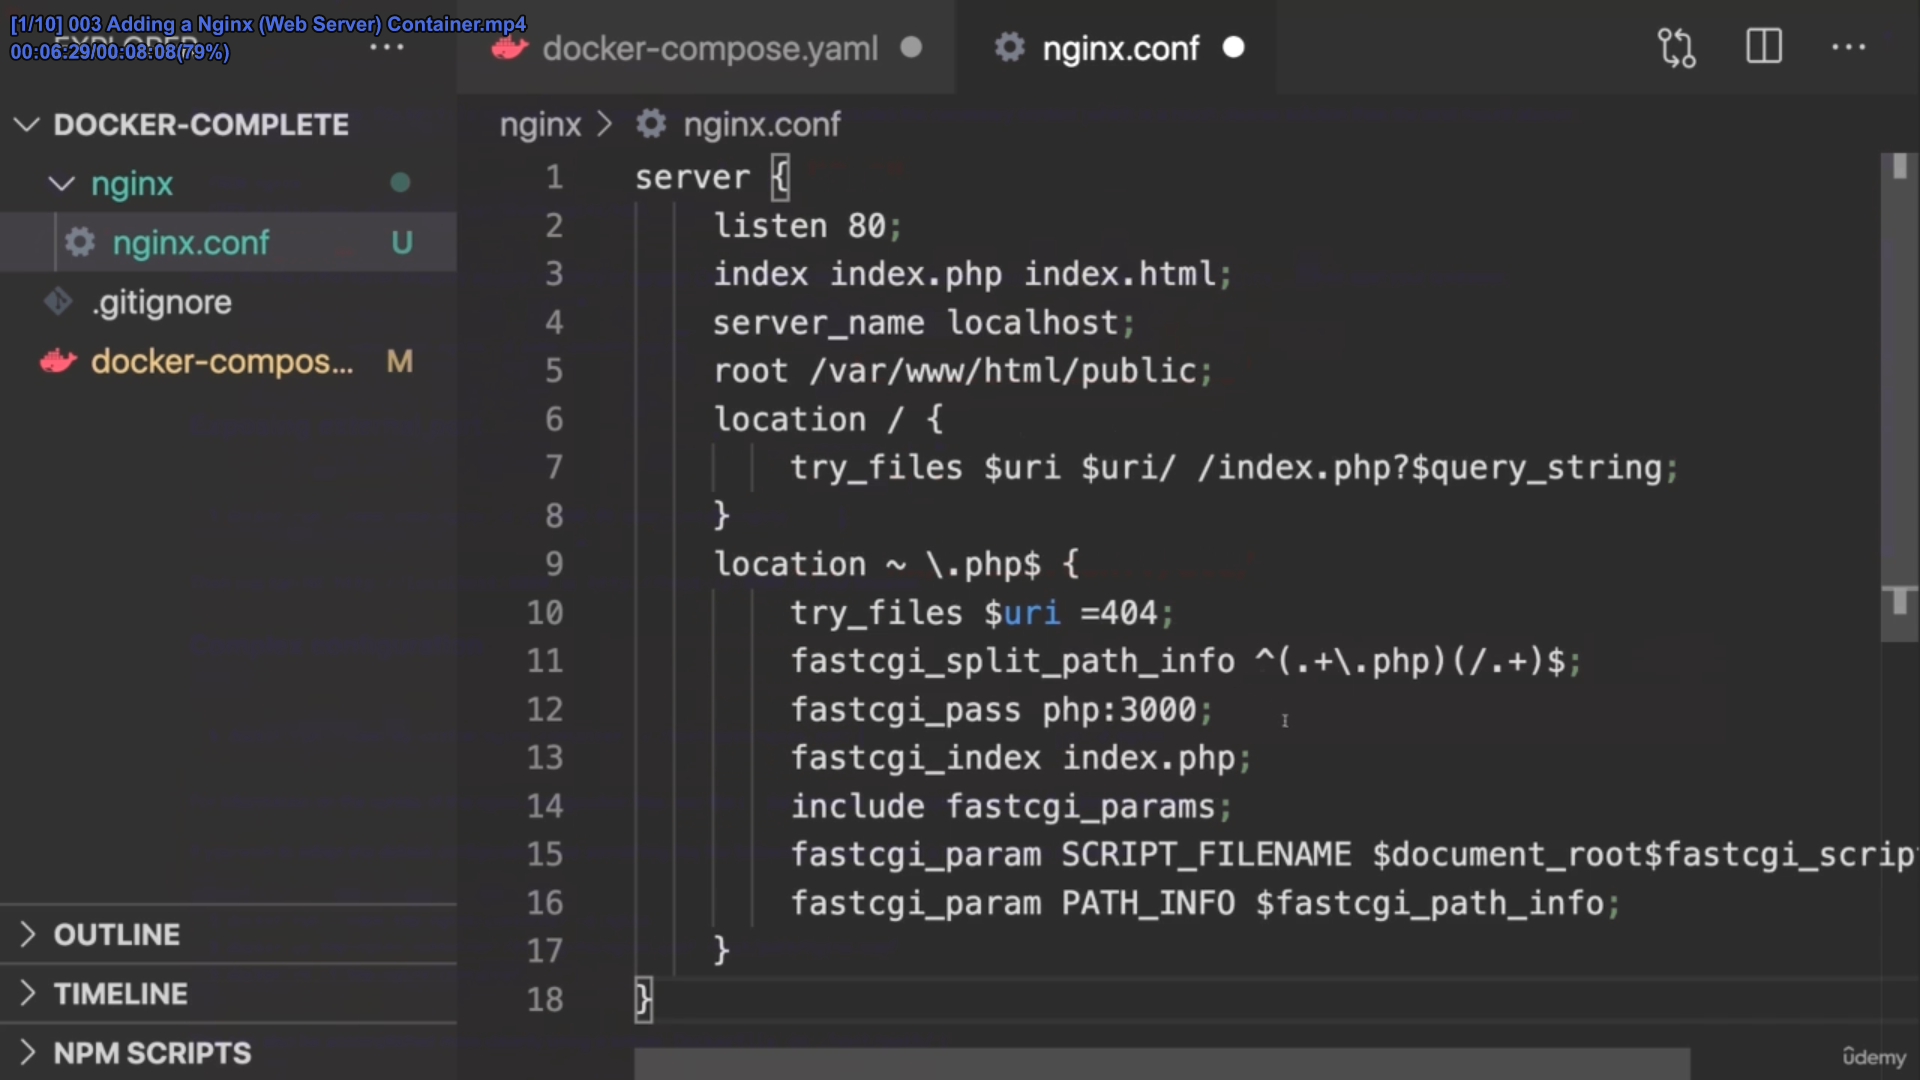 [1/10] 003 Adding a Nginx (Web Server) Container.mp4
00:06:29/00:08:08(79%)
EXPLORER
docker-compose.yaml
nginx.conf
DOCKER-COMPLETE
nginx
nginx.conf U
.gitignore
docker-compos... M
nginx > nginx.conf
1 server {
2 listen 80;
3 index index.php index.html;
4 server_name localhost;
5 root /var/www/html/public;
6 location / {
7 try_files $uri $uri/ /index.php?$query_string;
8 }
9 location ~ \.php$ {
10 try_files $uri =404;
11 fastcgi_split_path_info ^(.+\.php)(/.+)$;
12 fastcgi_pass php:3000;
13 fastcgi_index index.php;
14 include fastcgi_params;
15 fastcgi_param SCRIPT_FILENAME $document_root$fastcgi_scrip
16 fastcgi_param PATH_INFO $fastcgi_path_info;
17 }
18 }
OUTLINE
TIMELINE
NPM SCRIPTS
udemy